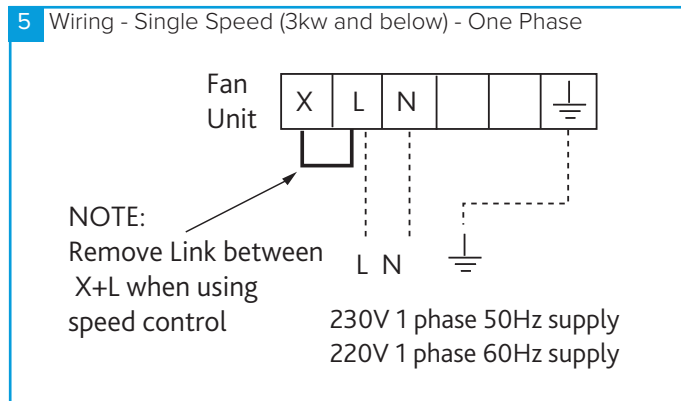 5 Wiring - Single Speed (3kw and below) - One Phase
Fan
Unit
X L N
NOTE:
Remove Link between
X+L when using
speed control
L N
230V 1 phase 50Hz supply
220V 1 phase 60Hz supply